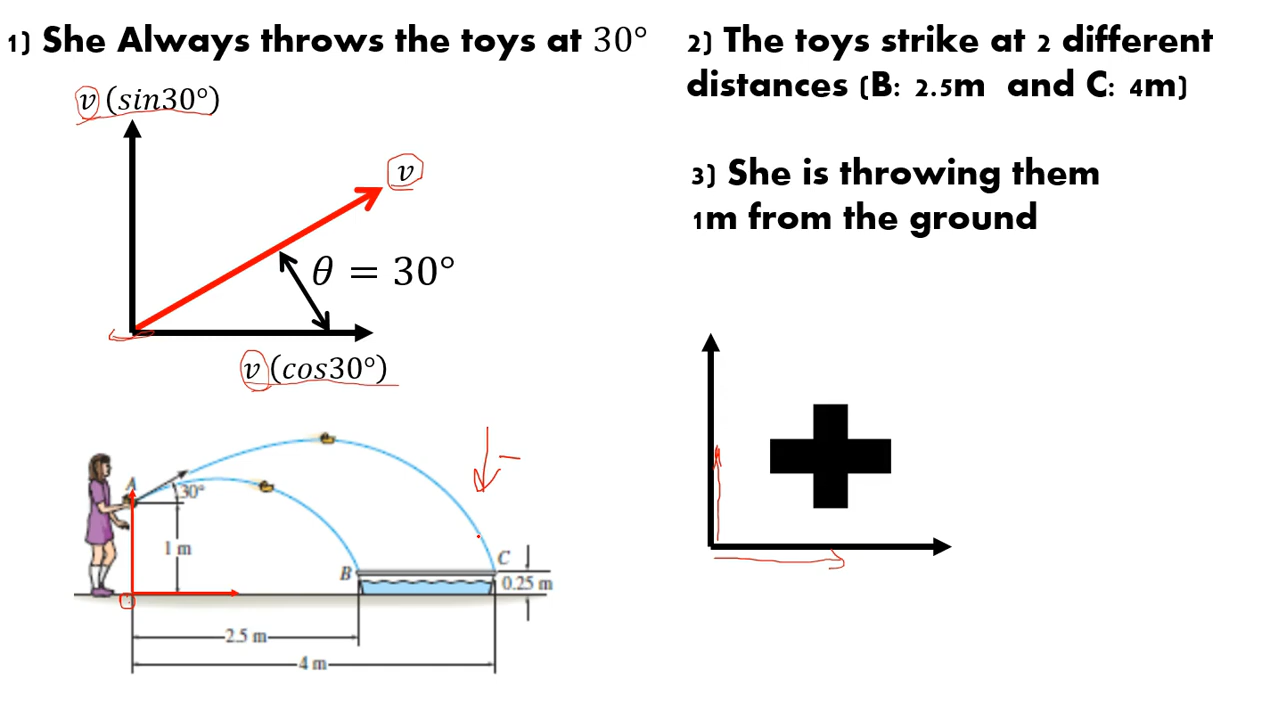 1) She Always throws the toys at 30°
v(sin30°)
v
θ = 30°
v(cos30°)
2) The toys strike at 2 different
distances (B: 2.5m and C: 4m)
3) She is throwing them
1m from the ground
A
30°
1 m
B
C
0.25 m
2.5 m
4 m